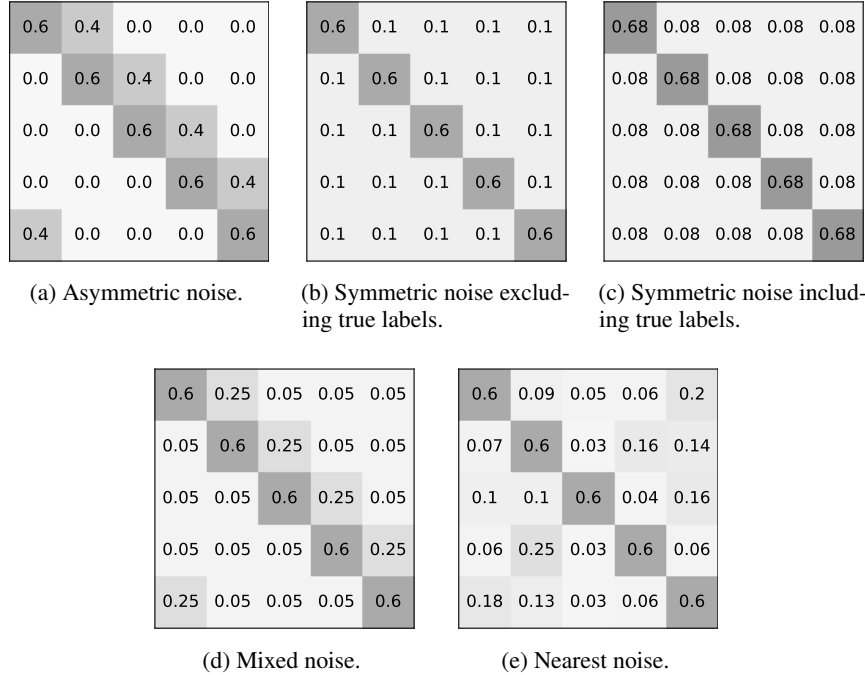 0.6 0.4 0.0 0.0 0.0
0.0 0.6 0.4 0.0 0.0
0.0 0.0 0.6 0.4 0.0
0.0 0.0 0.0 0.6 0.4
0.4 0.0 0.0 0.0 0.6
(a) Asymmetric noise.
0.6 0.1 0.1 0.1 0.1
0.1 0.6 0.1 0.1 0.1
0.1 0.1 0.6 0.1 0.1
0.1 0.1 0.1 0.6 0.1
0.1 0.1 0.1 0.1 0.6
(b) Symmetric noise exclud-
ing true labels.
0.68 0.08 0.08 0.08 0.08
0.08 0.68 0.08 0.08 0.08
0.08 0.08 0.68 0.08 0.08
0.08 0.08 0.08 0.68 0.08
0.08 0.08 0.08 0.08 0.68
(c) Symmetric noise includ-
ing true labels.
0.6 0.25 0.05 0.05 0.05
0.05 0.6 0.25 0.05 0.05
0.05 0.05 0.6 0.25 0.05
0.05 0.05 0.05 0.6 0.25
0.25 0.05 0.05 0.05 0.6
(d) Mixed noise.
0.6 0.09 0.05 0.06 0.2
0.07 0.6 0.03 0.16 0.14
0.1 0.1 0.6 0.04 0.16
0.06 0.25 0.03 0.6 0.06
0.18 0.13 0.03 0.06 0.6
(e) Nearest noise.